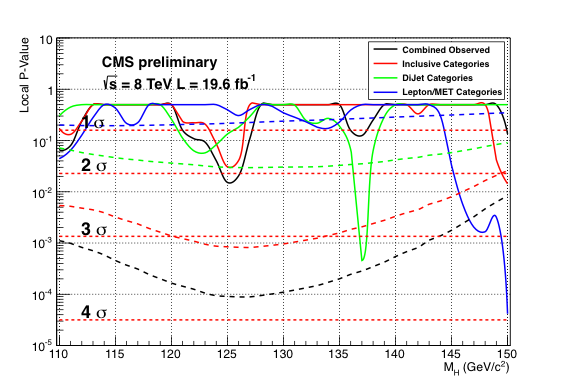 Local P-Value
10
1
10^-1
10^-2
10^-3
10^-4
10^-5
CMS preliminary
√s = 8 TeV L = 19.6 fb^-1
Combined Observed
Inclusive Categories
DiJet Categories
Lepton/MET Categories
1 σ
2 σ
3 σ
4 σ
110 115 120 125 130 135 140 145 150
M_H (GeV/c^2)